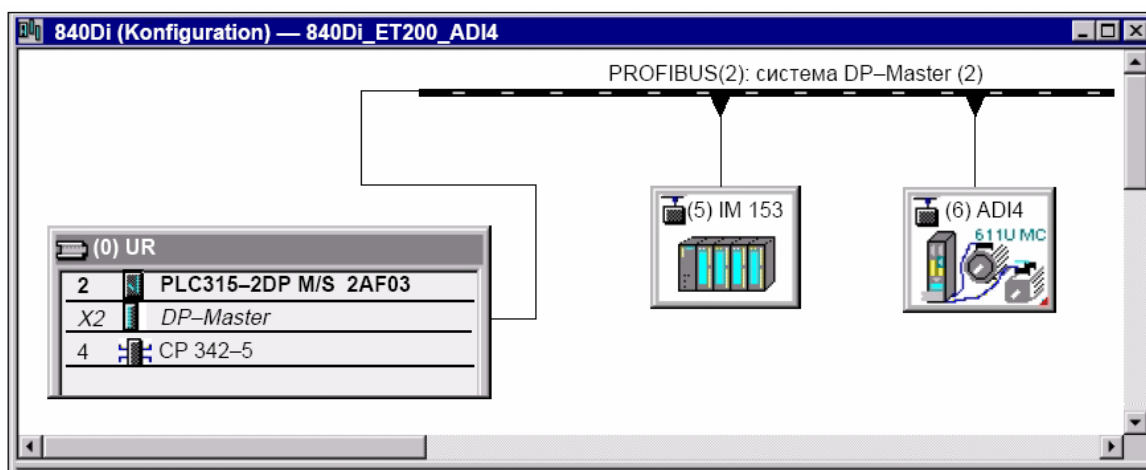 840Di (Konfiguration) — 840Di_ET200_ADI4
PROFIBUS(2): система DP–Master (2)
(5) IM 153
(6) ADI4
611U MC
(0) UR
2 PLC315–2DP M/S 2AF03
X2 DP–Master
4 CP 342–5